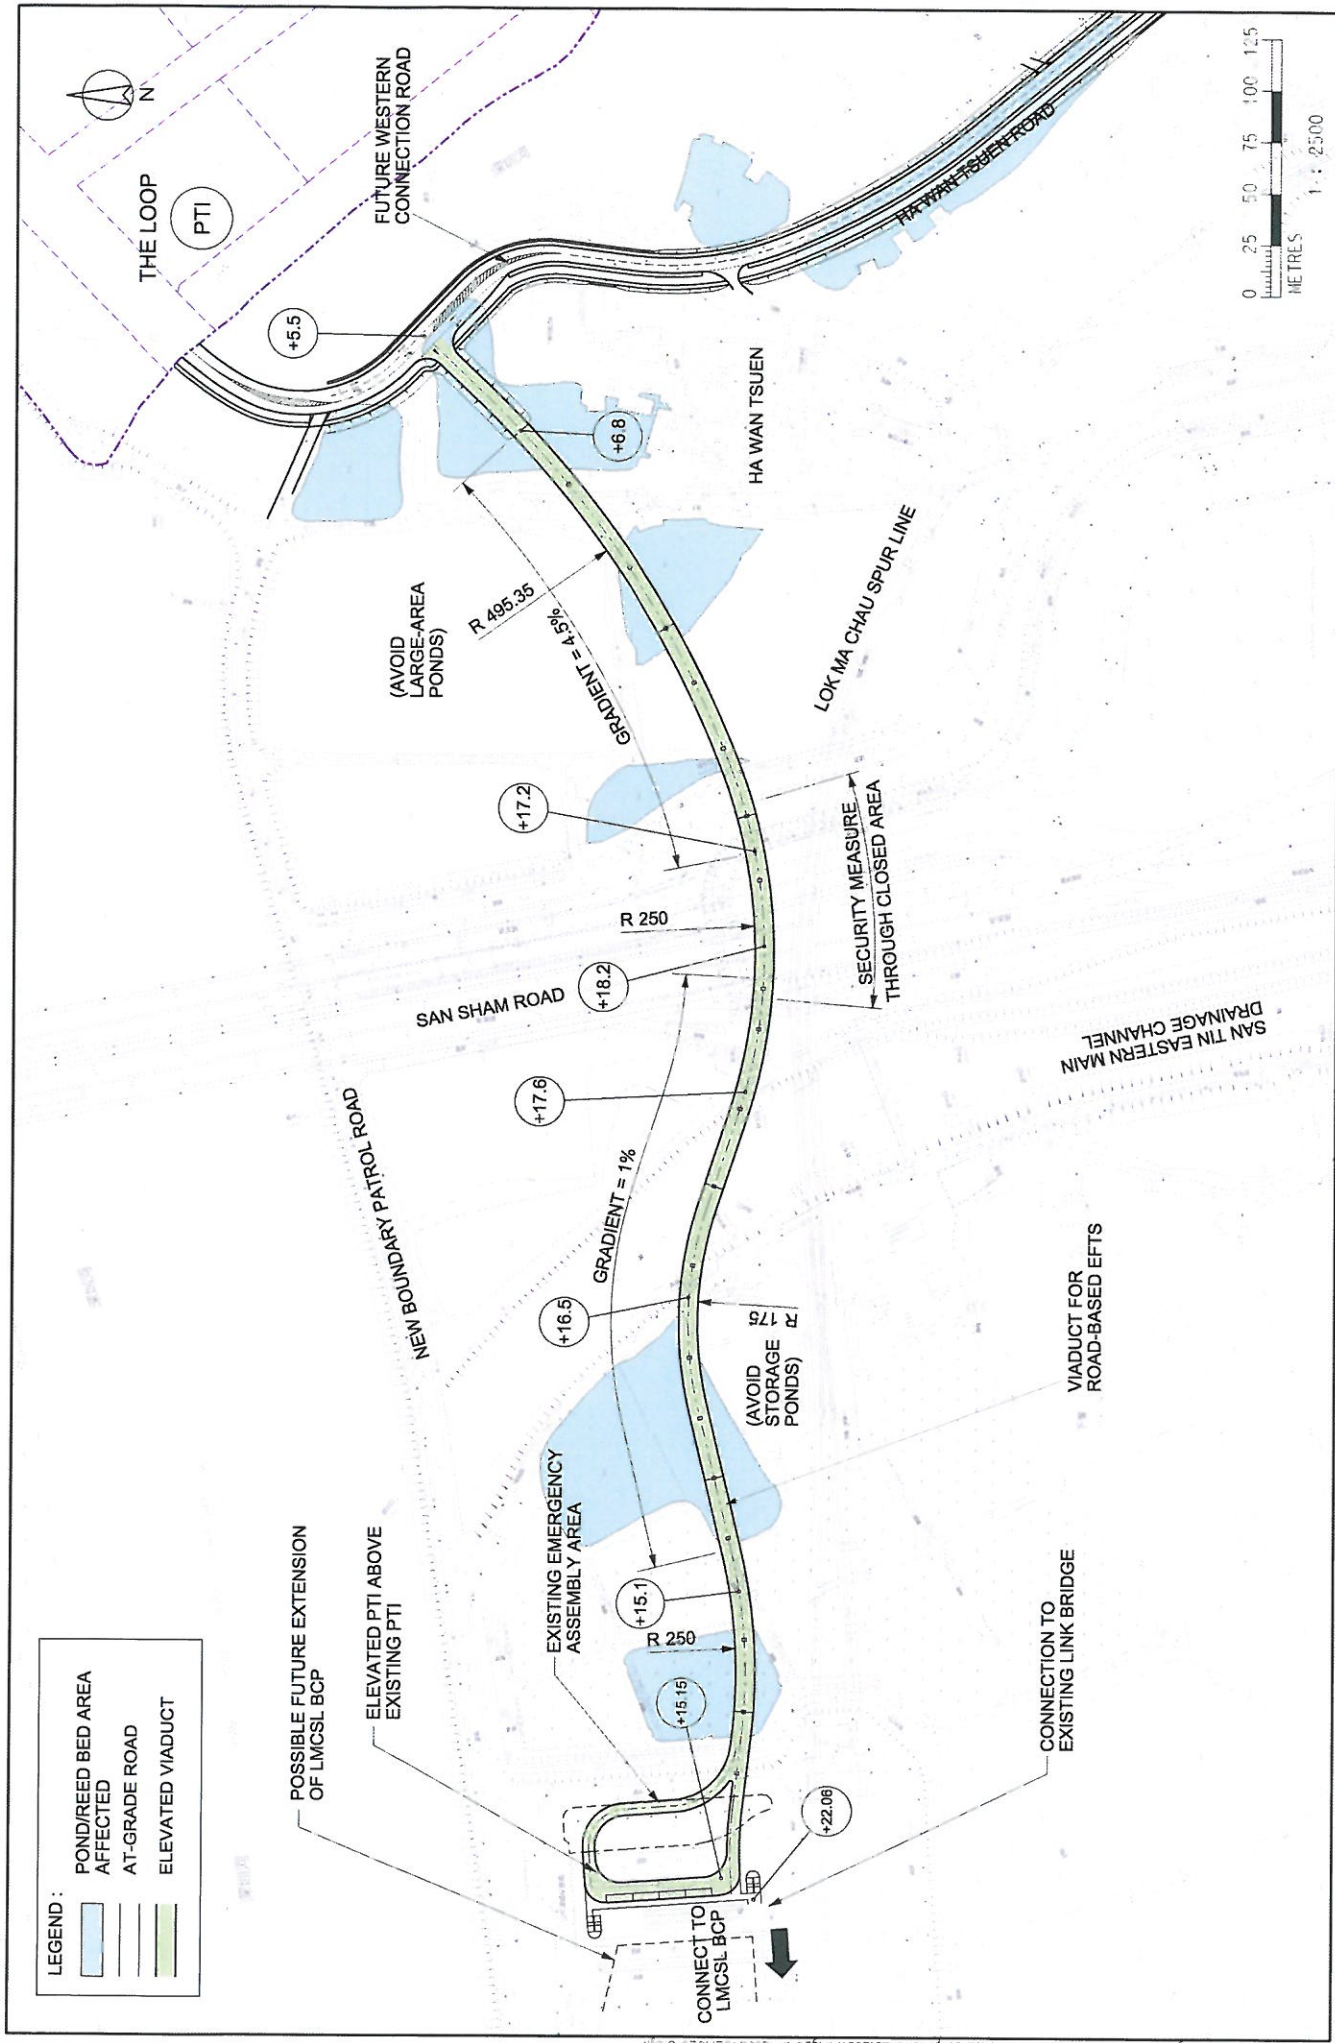 LEGEND :
POND/REED BED AREA
AFFECTED
AT-GRADE ROAD
ELEVATED VIADUCT
POSSIBLE FUTURE EXTENSION
OF LMCSL BCP
ELEVATED PTI ABOVE
EXISTING PTI
EXISTING EMERGENCY
ASSEMBLY AREA
NEW BOUNDARY PATROL ROAD
SAN SHAM ROAD
(AVOID
LARGE-AREA
PONDS)
THE LOOP
PTI
N
FUTURE WESTERN
CONNECTION ROAD
+5.5
+6.8
R 495.35
GRADIENT = 4.5%
+17.2
R 250
+18.2
+17.6
GRADIENT = 1%
+16.5
R 175
(AVOID
STORAGE
PONDS)
+15.1
R 250
+15.15
+22.06
CONNECT TO
LMCSL BCP
CONNECTION TO
EXISTING LINK BRIDGE
VIADUCT FOR
ROAD-BASED EFTS
SAN TIN EASTERN MAIN
DRAINAGE CHANNEL
SECURITY MEASURE
THROUGH CLOSED AREA
LOK MA CHAU SPUR LINE
HA WAN TSUEN
HA WAN TSUEN ROAD
0 25 50 75 100 125
METRES 1 : 2500